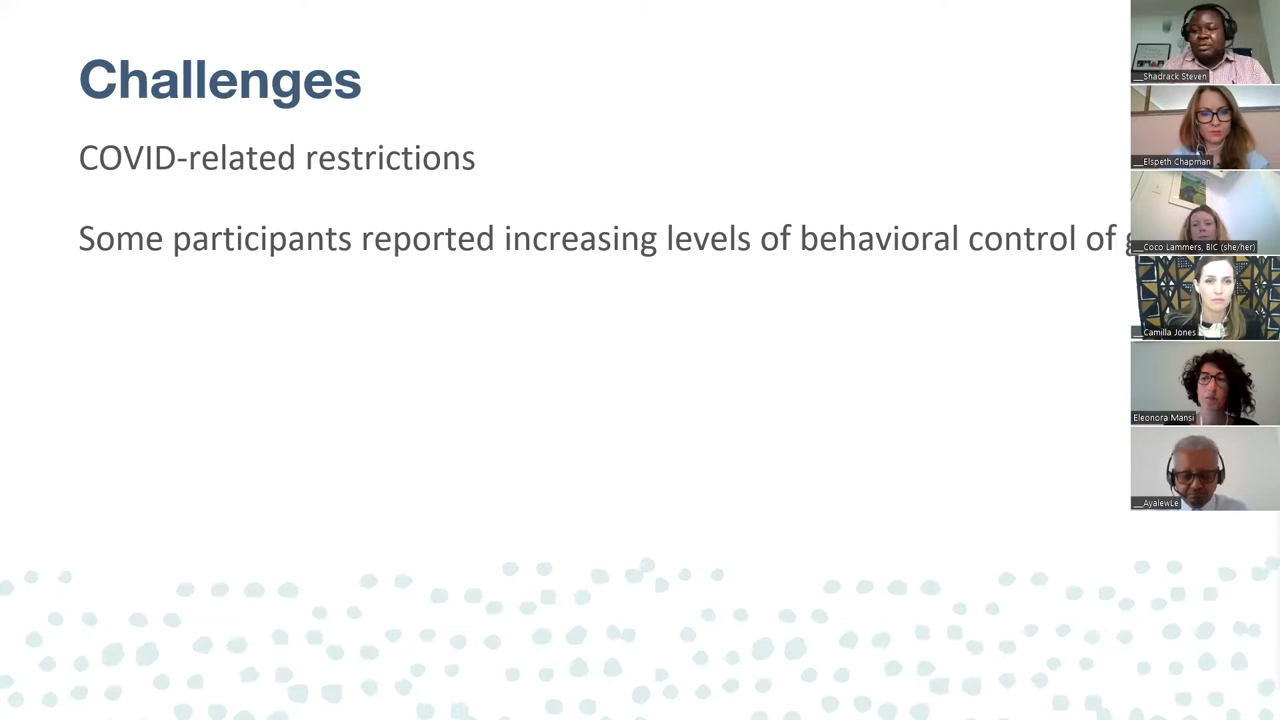 Challenges
COVID-related restrictions
Some participants reported increasing levels of behavioral control of
__Shadrack Steven
__Elspeth Chapman
__Coco Lammers, BIC (she/her)
__Camilla Jones
Eleonora Mansi
__AyalewLe